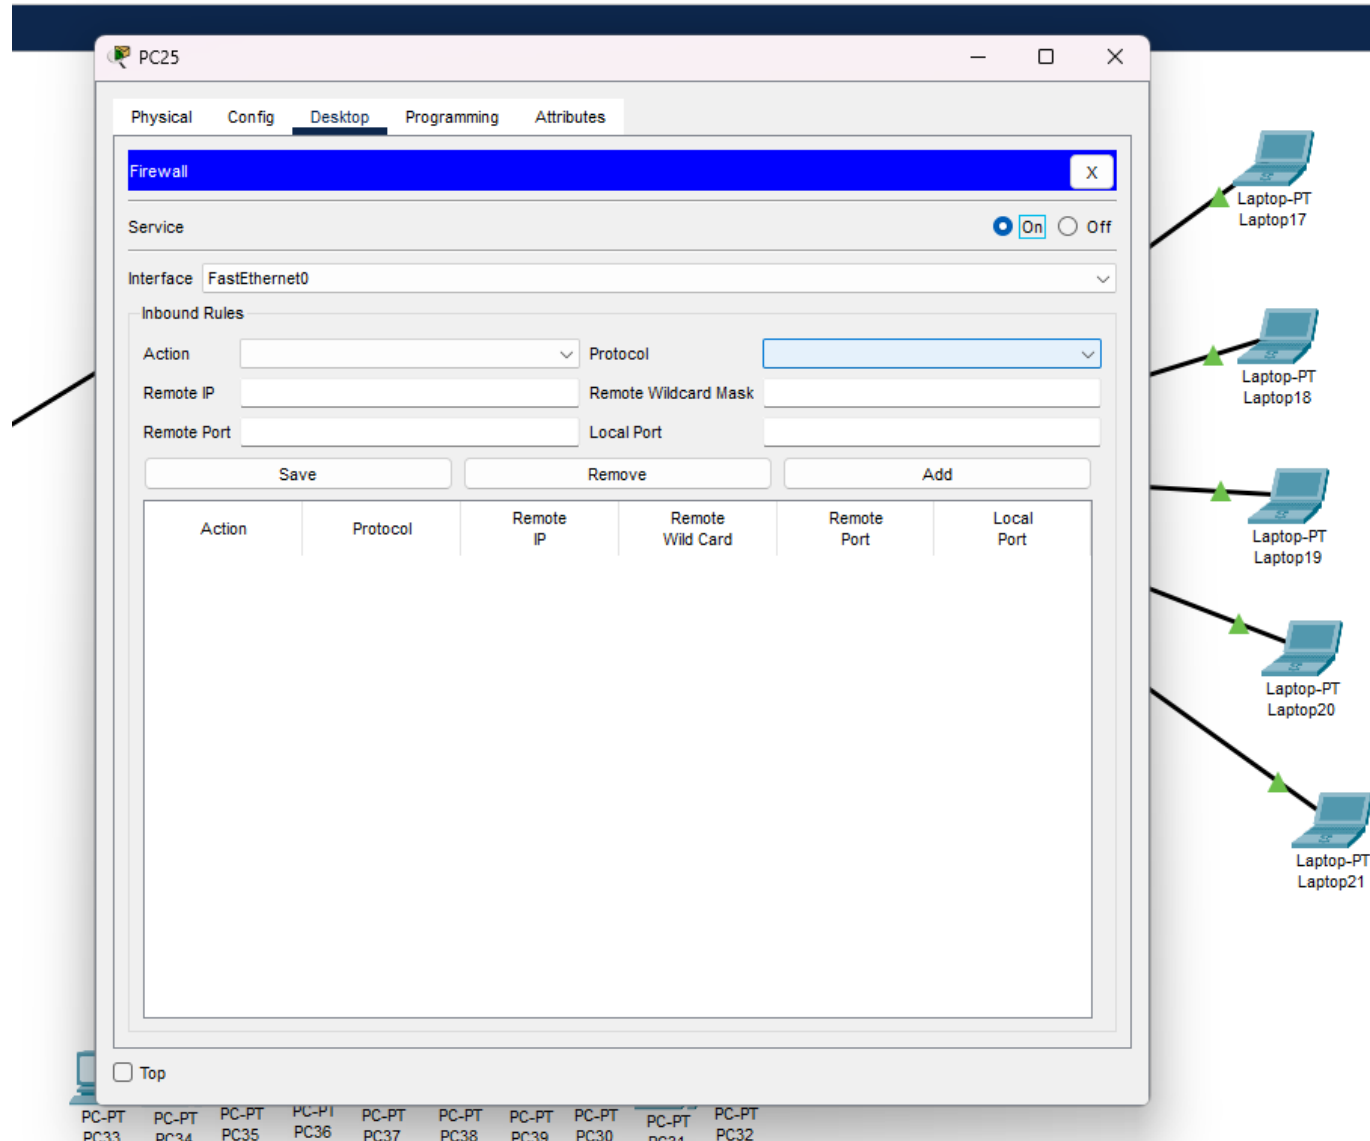 PC25
Physical Config Desktop Programming Attributes
Firewall X
Service On Off
Interface FastEthernet0
Inbound Rules
Action Protocol
Remote IP Remote Wildcard Mask
Remote Port Local Port
Save Remove Add
Action Protocol Remote IP Remote Wild Card Remote Port Local Port
Top
Laptop-PT
Laptop17
Laptop-PT
Laptop18
Laptop-PT
Laptop19
Laptop-PT
Laptop20
Laptop-PT
Laptop21
PC-PT PC-PT PC-PT PC-PT PC-PT PC-PT PC-PT PC-PT PC-PT PC-PT
PC33 PC34 PC35 PC36 PC37 PC38 PC39 PC30 PC31 PC32